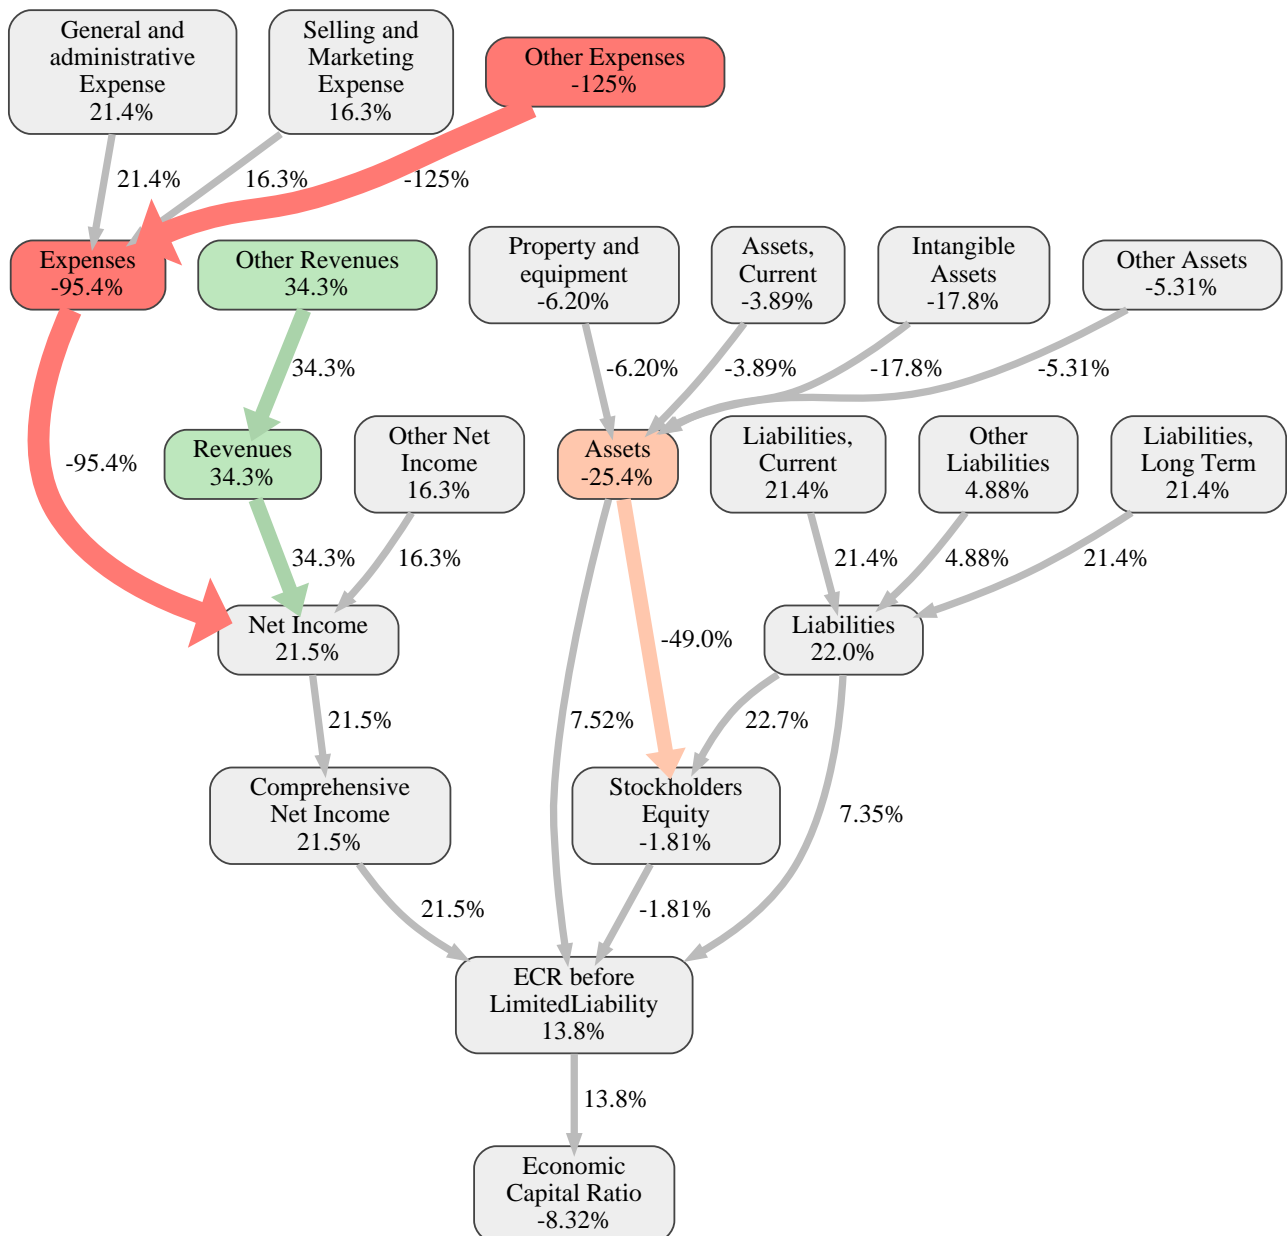 General and
administrative
Expense
21.4%
Selling and
Marketing
Expense
16.3%
Other Expenses
-125%
21.4%
16.3%
-125%
Expenses
-95.4%
Other Revenues
34.3%
Property and
equipment
-6.20%
Assets,
Current
-3.89%
Intangible
Assets
-17.8%
Other Assets
-5.31%
34.3%
-6.20%
-3.89%
-17.8%
-5.31%
-95.4%
Revenues
34.3%
Other Net
Income
16.3%
Assets
-25.4%
Liabilities,
Current
21.4%
Other
Liabilities
4.88%
Liabilities,
Long Term
21.4%
34.3%
16.3%
21.4%
4.88%
21.4%
Net Income
21.5%
-49.0%
Liabilities
22.0%
21.5%
7.52%
22.7%
Comprehensive
Net Income
21.5%
Stockholders
Equity
-1.81%
7.35%
21.5%
-1.81%
ECR before
LimitedLiability
13.8%
13.8%
Economic
Capital Ratio
-8.32%